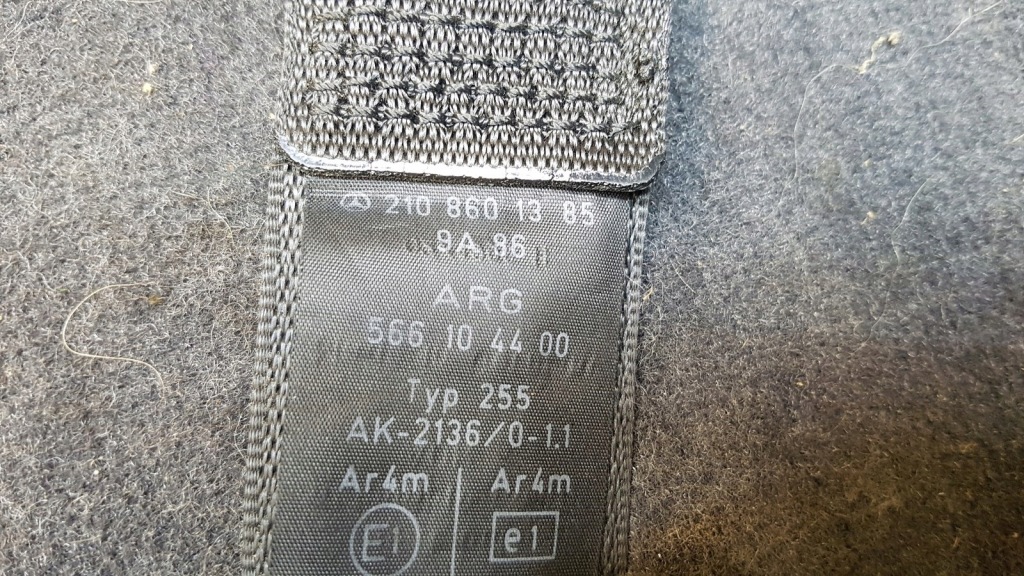 210 860 13 85
9A 96
ARG
566 10 44 00
Typ 255
AK-2136/0-1.1
Ar4m Ar4m
E1 e1